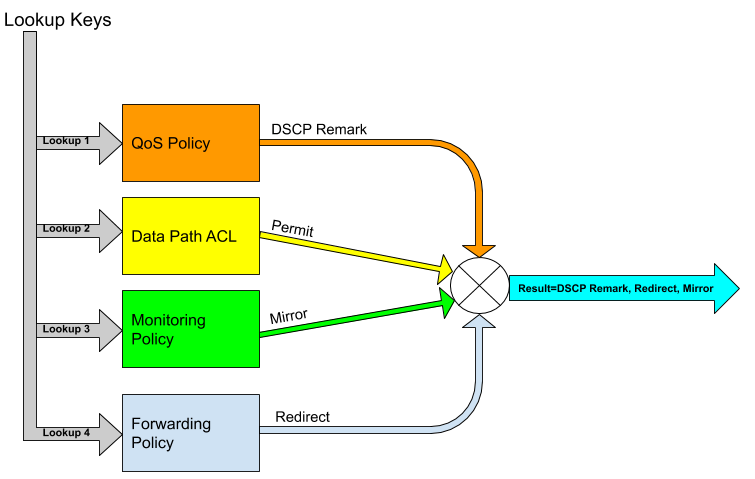 Lookup Keys
Lookup 1
QoS Policy
DSCP Remark
Lookup 2
Data Path ACL
Permit
Lookup 3
Monitoring
Policy
Mirror
Result=DSCP Remark, Redirect, Mirror
Lookup 4
Forwarding
Policy
Redirect